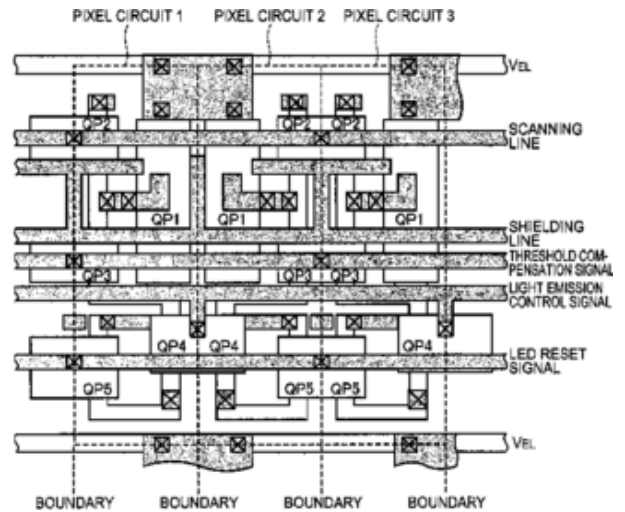 PIXEL CIRCUIT 1 PIXEL CIRCUIT 2 PIXEL CIRCUIT 3
VEL
QP2 QP2 QP2
SCANNING
LINE
QP1 QP1 QP1
SHIELDING
LINE
THRESHOLD COM-
PENSATION SIGNAL
QP3 QP3 QP3
LIGHT EMISSION
CONTROL SIGNAL
QP4 QP4 QP4
LED RESET
SIGNAL
QP5 QP5 QP5
VEL
BOUNDARY BOUNDARY BOUNDARY BOUNDARY